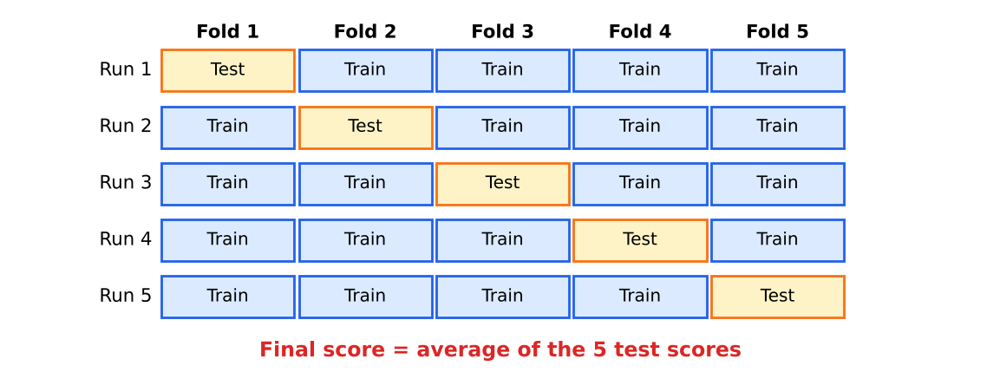 Fold 1 Fold 2 Fold 3 Fold 4 Fold 5
Run 1 Test Train Train Train Train
Run 2 Train Test Train Train Train
Run 3 Train Train Test Train Train
Run 4 Train Train Train Test Train
Run 5 Train Train Train Train Test
Final score = average of the 5 test scores